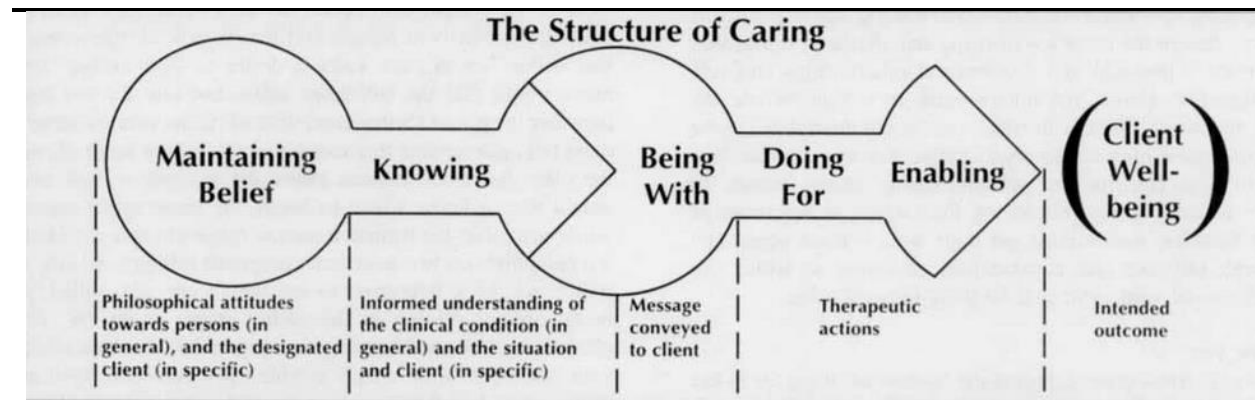 The Structure of Caring
Maintaining
Belief
Knowing
Being
With
Doing
For
Enabling
Client
Well-
being
Philosophical attitudes
towards persons (in
general), and the designated
client (in specific)
Informed understanding of
the clinical condition (in
general) and the situation
and client (in specific)
Message
conveyed
to client
Therapeutic
actions
Intended
outcome